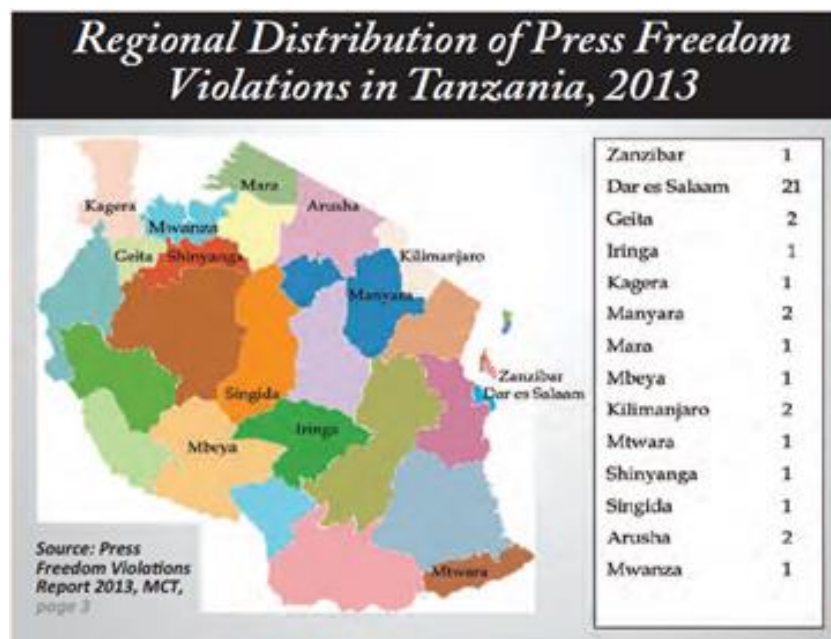 Regional Distribution of Press Freedom
Violations in Tanzania, 2013
Mara
Kagera
Arusha
Mwanza
Geita
Shinyanga
Kilimanjaro
Manyara
Zanzibar
Dar es Salaam
Singida
Iringa
Mbeya
Mtwara
Source: Press
Freedom Violations
Report 2013, MCT,
page 3
Zanzibar 1
Dar es Salaam 21
Geita 2
Iringa 1
Kagera 1
Manyara 2
Mara 1
Mbeya 1
Kilimanjaro 2
Mtwara 1
Shinyanga 1
Singida 1
Arusha 2
Mwanza 1